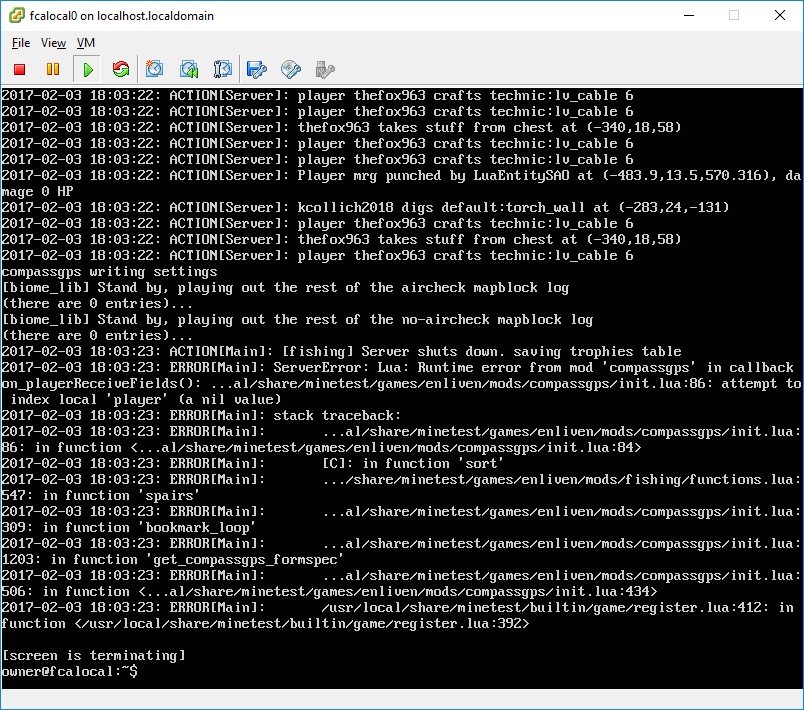 fcalocal0 on localhost.localdomain
File View VM
2017-02-03 18:03:22: ACTION[Server]: player thefox963 crafts technic:lv_cable 6
2017-02-03 18:03:22: ACTION[Server]: player thefox963 crafts technic:lv_cable 6
2017-02-03 18:03:22: ACTION[Server]: thefox963 takes stuff from chest at (-340,18,58)
2017-02-03 18:03:22: ACTION[Server]: player thefox963 crafts technic:lv_cable 6
2017-02-03 18:03:22: ACTION[Server]: player thefox963 crafts technic:lv_cable 6
2017-02-03 18:03:22: ACTION[Server]: Player mrg punched by LuaEntitySAO at (-483.9,13.5,570.316), da
mage 0 HP
2017-02-03 18:03:22: ACTION[Server]: kcollich2018 digs default:torch_wall at (-283,24,-131)
2017-02-03 18:03:22: ACTION[Server]: player thefox963 crafts technic:lv_cable 6
2017-02-03 18:03:22: ACTION[Server]: thefox963 takes stuff from chest at (-340,18,58)
2017-02-03 18:03:22: ACTION[Server]: player thefox963 crafts technic:lv_cable 6
compassgps writing settings
[biome_lib] Stand by, playing out the rest of the aircheck mapblock log
(there are 0 entries)...
[biome_lib] Stand by, playing out the rest of the no-aircheck mapblock log
(there are 0 entries)...
2017-02-03 18:03:23: ACTION[Main]: [fishing] Server shuts down. saving trophies table
2017-02-03 18:03:23: ERROR[Main]: ServerError: Lua: Runtime error from mod 'compassgps' in callback
on_playerReceiveFields(): ...al/share/minetest/games/enliven/mods/compassgps/init.lua:86: attempt to
index local 'player' (a nil value)
2017-02-03 18:03:23: ERROR[Main]: stack traceback:
2017-02-03 18:03:23: ERROR[Main]: ...al/share/minetest/games/enliven/mods/compassgps/init.lua:
86: in function <...al/share/minetest/games/enliven/mods/compassgps/init.lua:84>
2017-02-03 18:03:23: ERROR[Main]: [C]: in function 'sort'
2017-02-03 18:03:23: ERROR[Main]: .../share/minetest/games/enliven/mods/fishing/functions.lua:
547: in function 'spairs'
2017-02-03 18:03:23: ERROR[Main]: ...al/share/minetest/games/enliven/mods/compassgps/init.lua:
309: in function 'bookmark_loop'
2017-02-03 18:03:23: ERROR[Main]: ...al/share/minetest/games/enliven/mods/compassgps/init.lua:
1203: in function 'get_compassgps_formspec'
2017-02-03 18:03:23: ERROR[Main]: ...al/share/minetest/games/enliven/mods/compassgps/init.lua:
506: in function <...al/share/minetest/games/enliven/mods/compassgps/init.lua:434>
2017-02-03 18:03:23: ERROR[Main]: /usr/local/share/minetest/builtin/game/register.lua:412: in
function </usr/local/share/minetest/builtin/game/register.lua:392>
[screen is terminating]
owner@fcalocal:~$